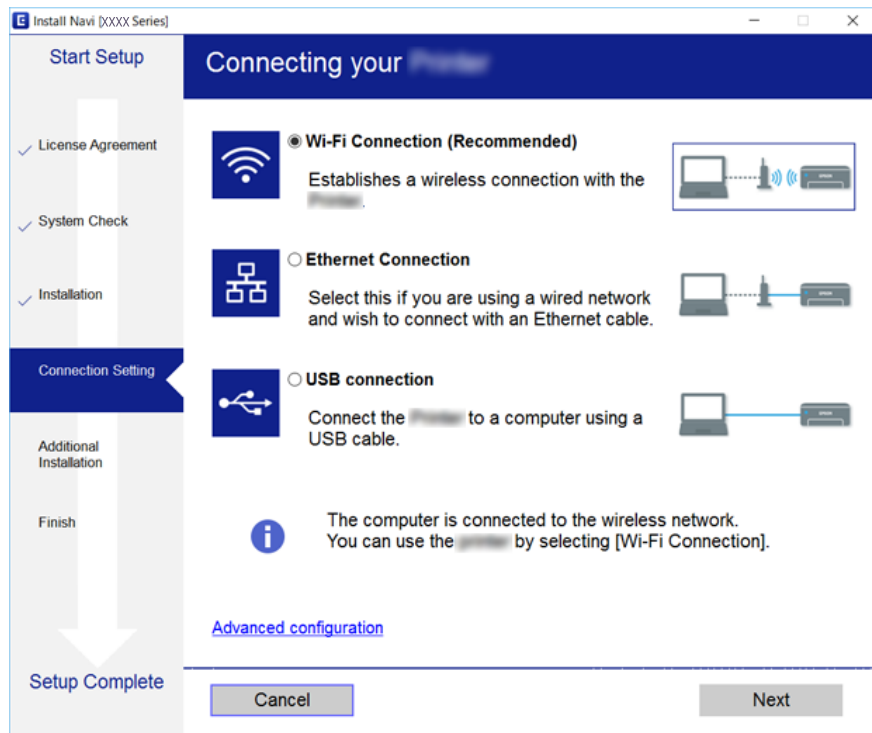 Install Navi [XXXX Series]
Start Setup
License Agreement
System Check
Installation
Connection Setting
Additional
Installation
Finish
Setup Complete
Connecting your
Wi-Fi Connection (Recommended)
Establishes a wireless connection with the
.
Ethernet Connection
Select this if you are using a wired network
and wish to connect with an Ethernet cable.
USB connection
Connect the to a computer using a
USB cable.
The computer is connected to the wireless network.
You can use the by selecting [Wi-Fi Connection].
Advanced configuration
Cancel
Next